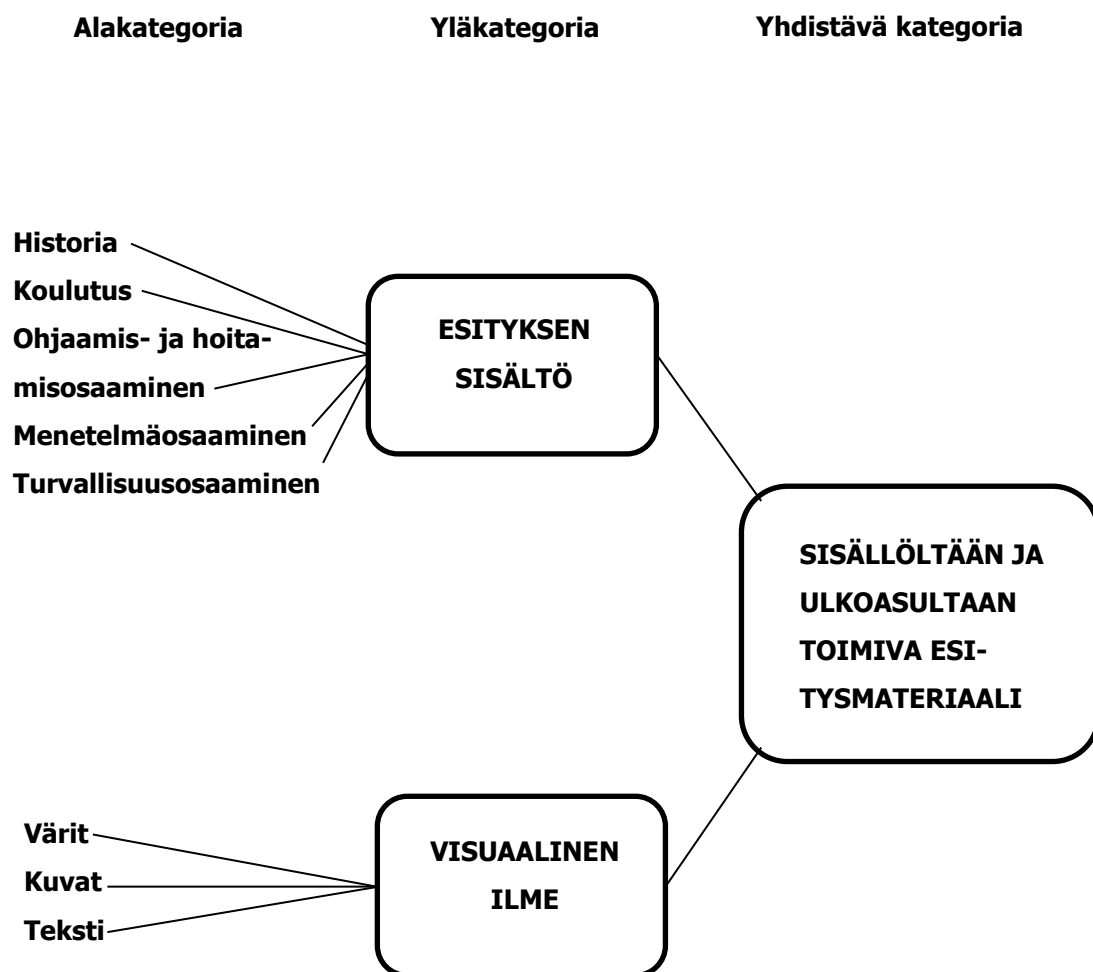 Alakategoria Yläkategoria Yhdistävä kategoria
Historia
Koulutus
Ohjaamis- ja hoita-
misosaaminen
Menetelmäosaaminen
Turvallisuusosaaminen
ESITYKSEN
SISÄLTÖ
SISÄLLÖLTÄÄN JA
ULKOASULTAAN
TOIMIVA ESI-
TYSMATERIAALI
Värit
Kuvat
Teksti
VISUAALINEN
ILME